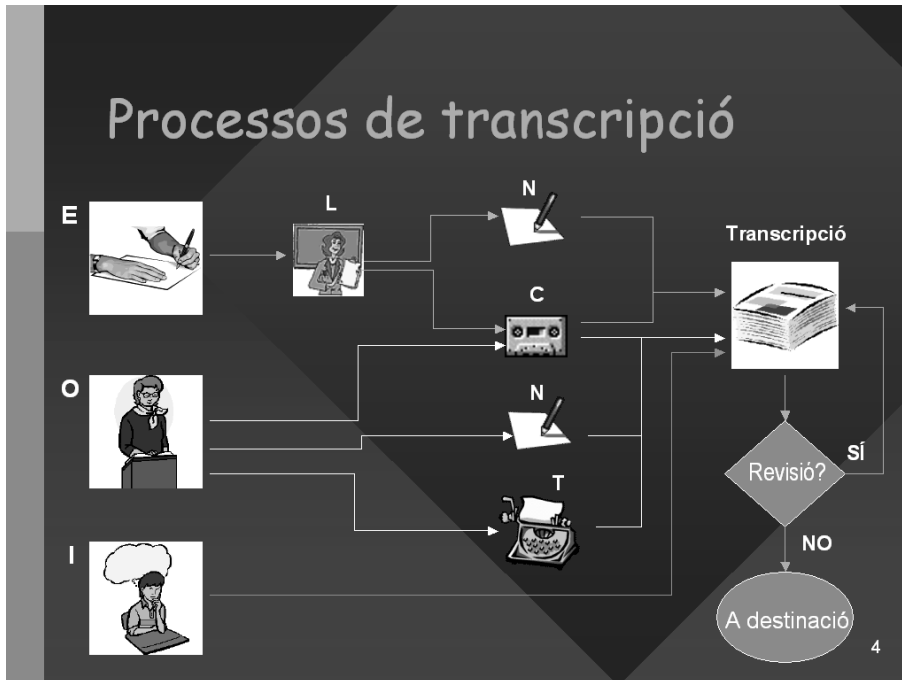 Processos de transcripció
E
L
N
Transcripció
C
O
N
T
Revisió?
SÍ
I
NO
A destinació
4